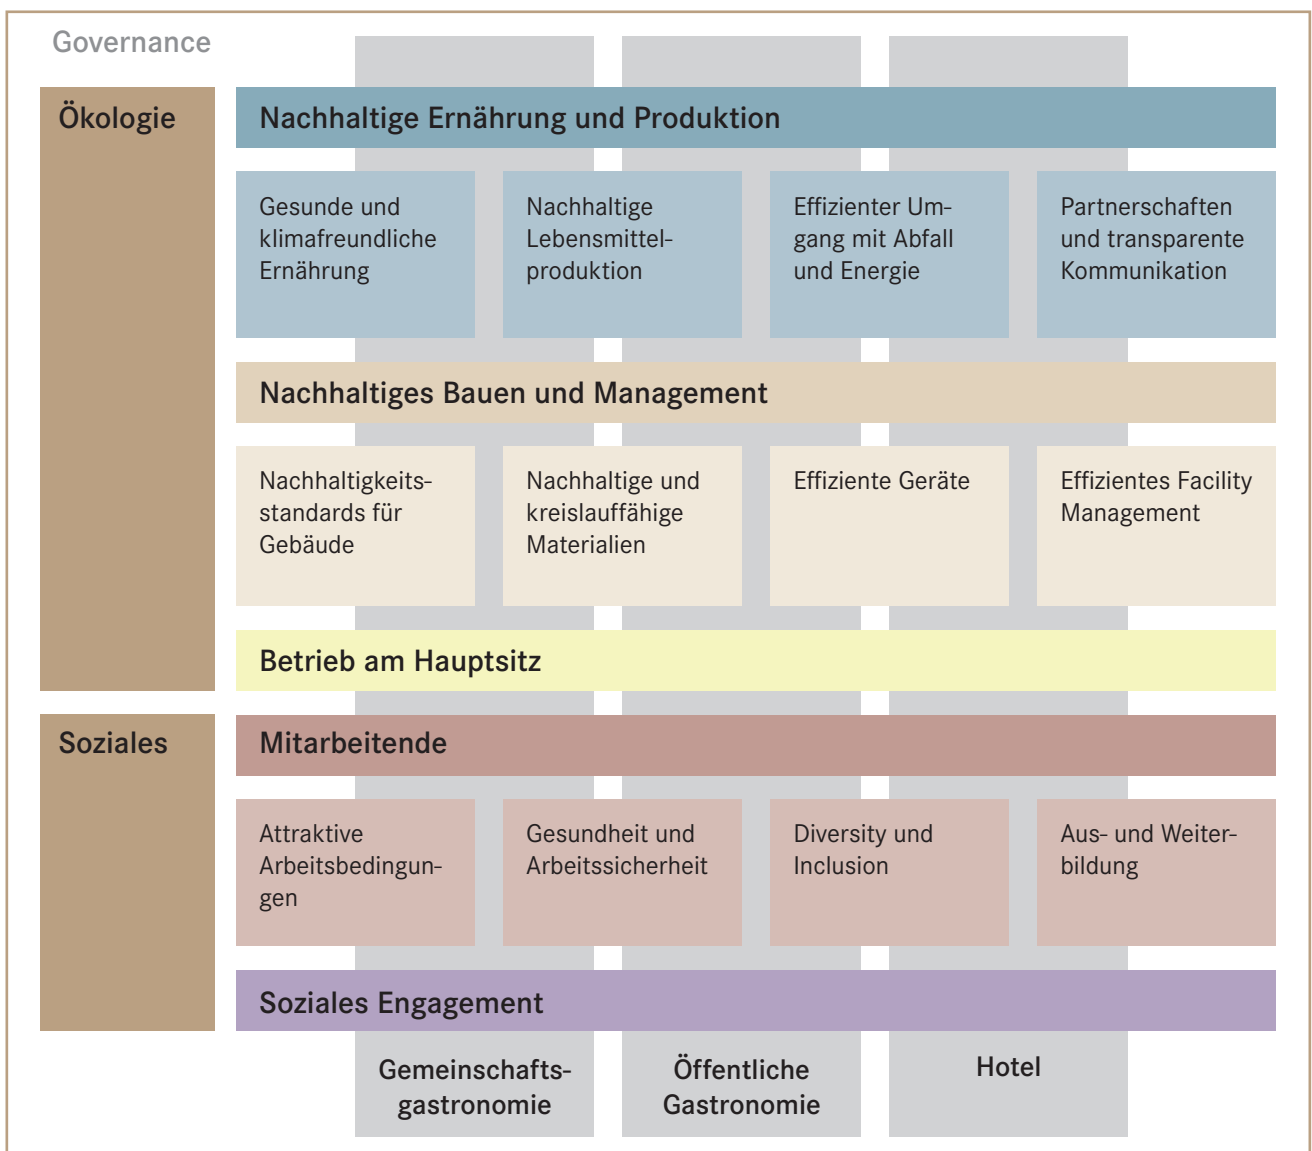 Governance
Ökologie
Nachhaltige Ernährung und Produktion
Gesunde und
klimafreundliche
Ernährung
Nachhaltige
Lebensmittel-
produktion
Effizienter Um-
gang mit Abfall
und Energie
Partnerschaften
und transparente
Kommunikation
Nachhaltiges Bauen und Management
Nachhaltigkeits-
standards für
Gebäude
Nachhaltige und
kreislauffähige
Materialien
Effiziente Geräte
Effizientes Facility
Management
Betrieb am Hauptsitz
Soziales
Mitarbeitende
Attraktive
Arbeitsbedingun-
gen
Gesundheit und
Arbeitssicherheit
Diversity und
Inclusion
Aus- und Weiter-
bildung
Soziales Engagement
Gemeinschafts-
gastronomie
Öffentliche
Gastronomie
Hotel